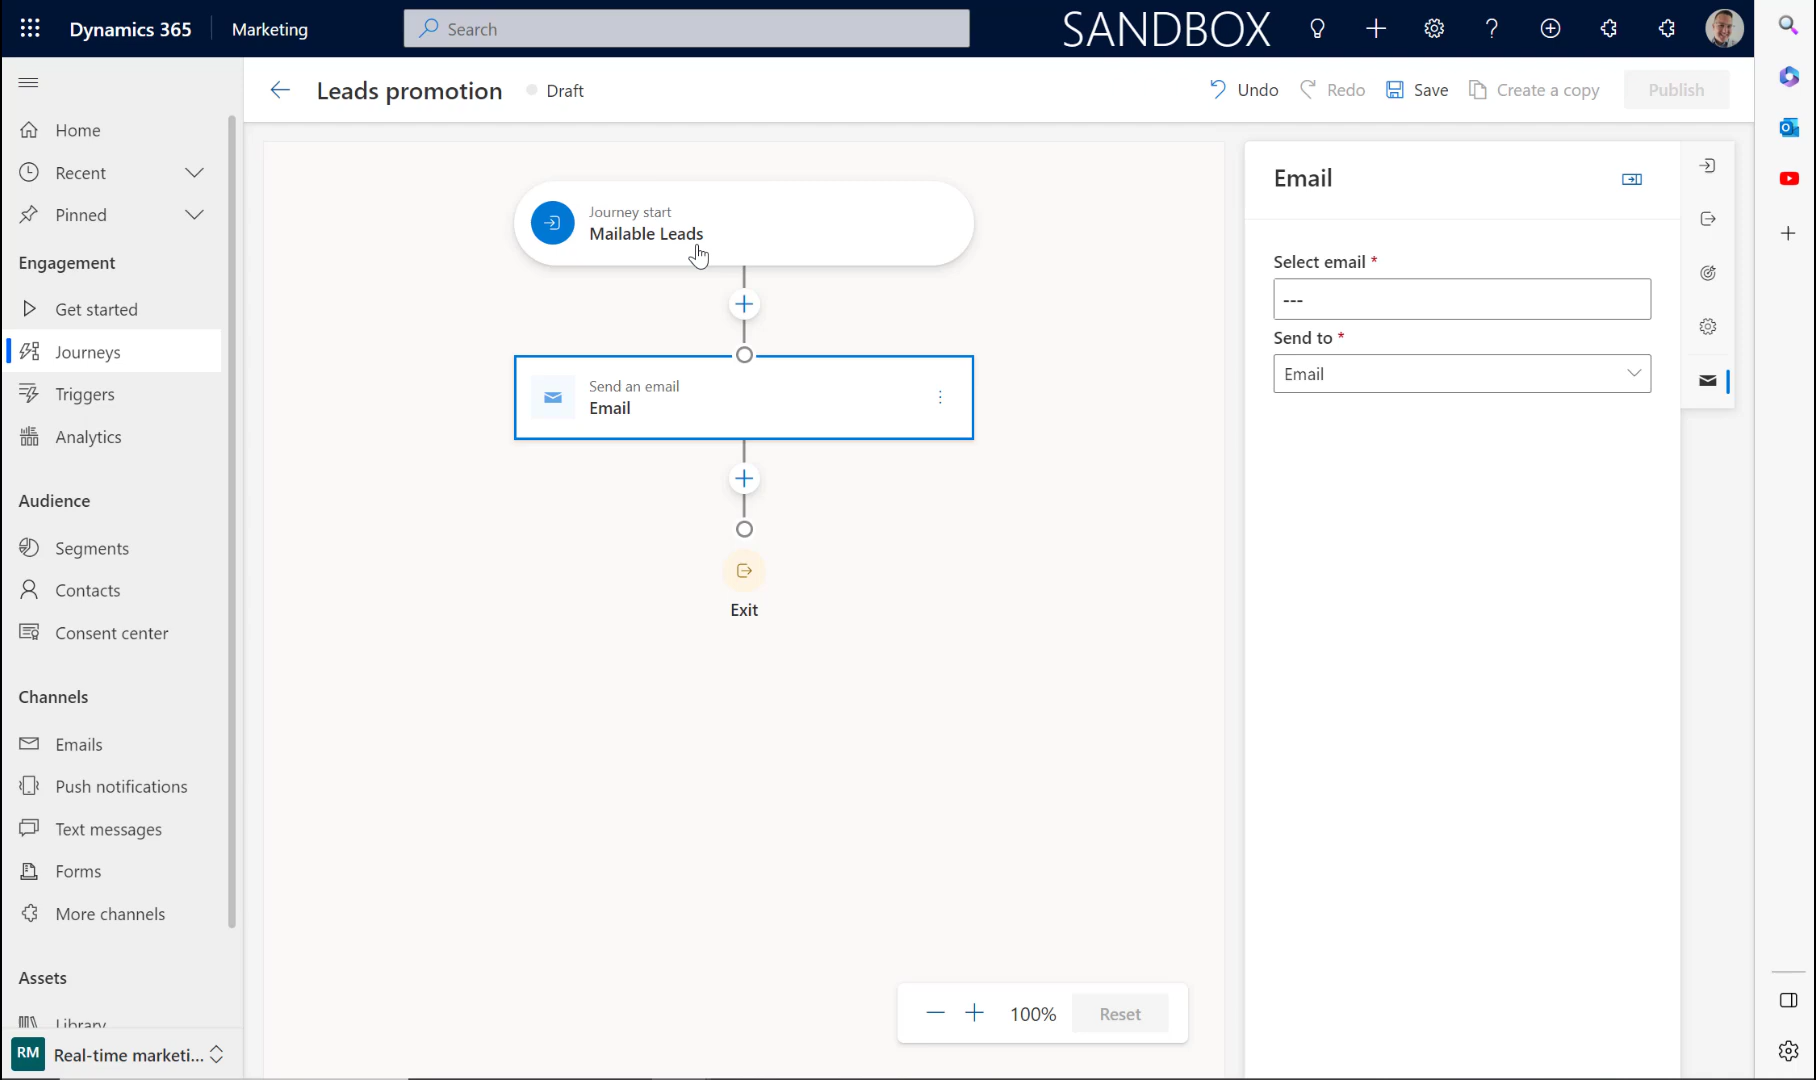 Dynamics 365
Marketing
Search
SANDBOX
Leads promotion
Draft
Undo
Redo
Save
Create a copy
Publish
Home
Recent
Pinned
Engagement
Get started
Journeys
Triggers
Analytics
Audience
Segments
Contacts
Consent center
Channels
Emails
Push notifications
Text messages
Forms
More channels
Assets
Library
RM
Real-time marketi...
Journey start
Mailable Leads
Send an email
Email
Exit
100%
Reset
Email
Select email *
---
Send to *
Email